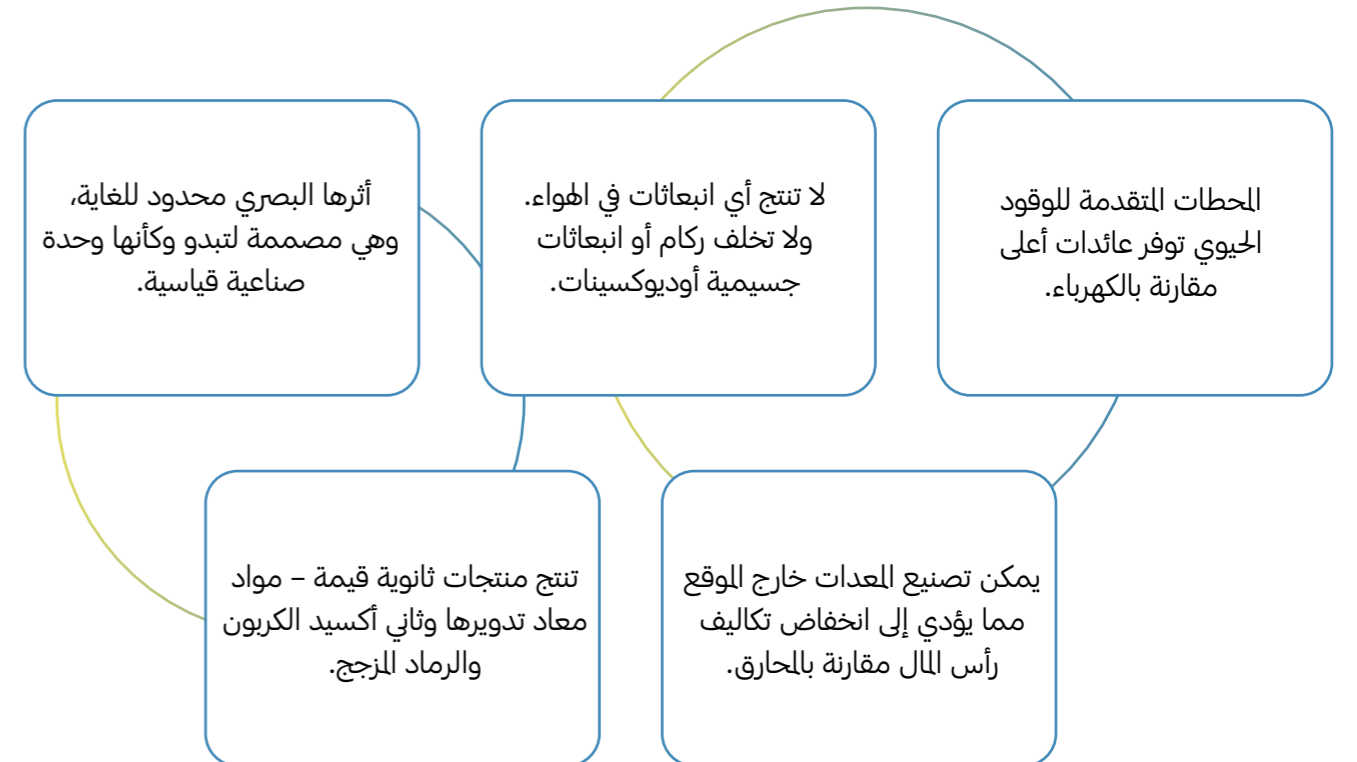 المحطات المتقدمة للوقود
الحيوي توفر عائدات أعلى
مقارنة بالكهرباء.
لا تنتج أي انبعاثات في الهواء.
ولا تخلف ركام أو انبعاثات
جسيمية أوديوكسينات.
أثرها البصري محدود للغاية،
وهي مصممة لتبدو وكأنها وحدة
صناعية قياسية.
يمكن تصنيع المعدات خارج الموقع
مما يؤدي إلى انخفاض تكاليف
رأس المال مقارنة بالمحارق.
تنتج منتجات ثانوية قيمة – مواد
معاد تدويرها وثاني أكسيد الكربون
والرماد المزجج.